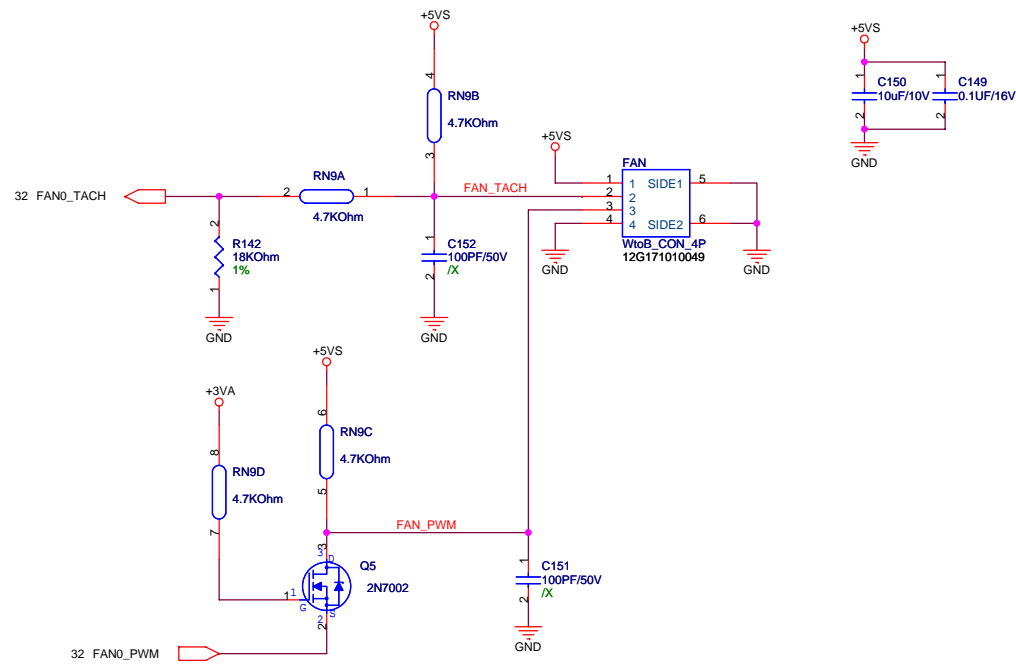 +5VS
4
RN9B
4.7KOhm
3
+5VS
1
C150
10uF/10V
2
1
C149
0.1UF/16V
2
GND
+5VS
FAN
1
2
3
4
1
2
3
4
SIDE1
SIDE2
5
6
WtoB_CON_4P
12G171010049
GND
GND
32 FAN0_TACH
RN9A
2
1
4.7KOhm
FAN_TACH
2
R142
18KOhm
1%
1
GND
1
C152
100PF/50V
/X
2
GND
+5VS
+3VA
6
RN9C
4.7KOhm
5
8
RN9D
4.7KOhm
7
FAN_PWM
3
3
D
Q5
2N7002
1
1
G
S
2
2
1
C151
100PF/50V
/X
2
GND
32 FAN0_PWM